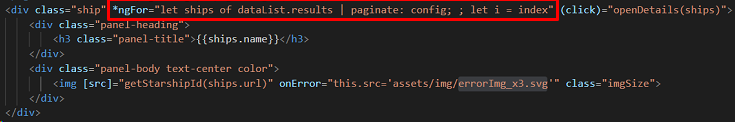 <div class="ship" *ngFor="let ships of dataList.results | paginate: config; ; let i = index" (click)="openDetails(ships)">
<div class="panel-heading">
<h3 class="panel-title">{{ships.name}}</h3>
</div>
<div class="panel-body text-center color">
<img [src]="getStarshipId(ships.url)" onError="this.src='assets/img/errorImg_x3.svg'" class="imgSize">
</div>
</div>